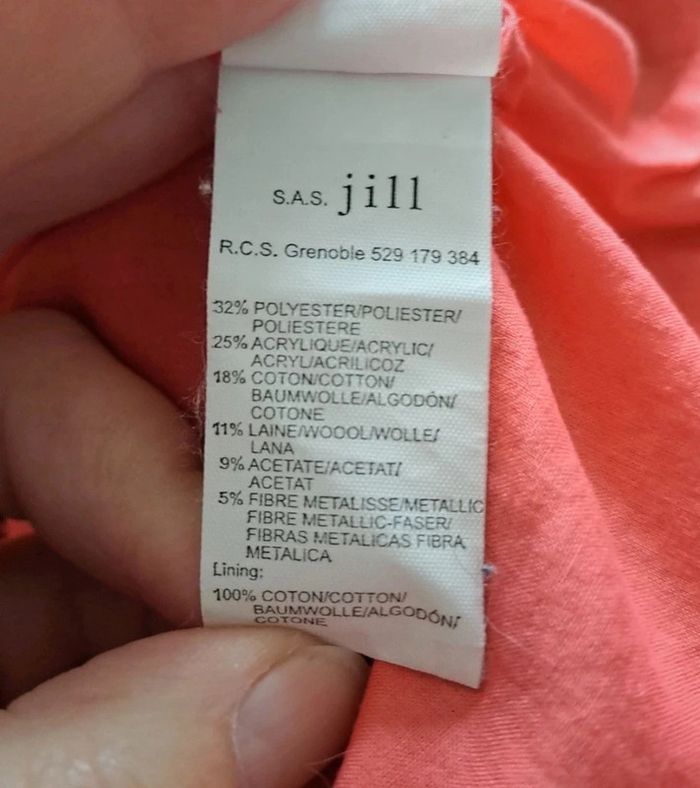 S.A.S. jill
R.C.S. Grenoble 529 179 384
32% POLYESTER/POLIESTER/
POLIESTERE
25% ACRYLIQUE/ACRYLIC/
ACRYL/ACRILICOZ
18% COTON/COTTON/
BAUMWOLLE/ALGODÓN/
COTONE
11% LAINE/WOOOL/WOLLE/
LANA
9% ACETATE/ACETAT/
ACETAT
5% FIBRE METALISSE/METALLIC
FIBRE METALLIC-FASER/
FIBRAS METALICAS FIBRA
METALICA
Lining:
100% COTON/COTTON/
BAUMWOLLE/ALGODÓN/
COTONE